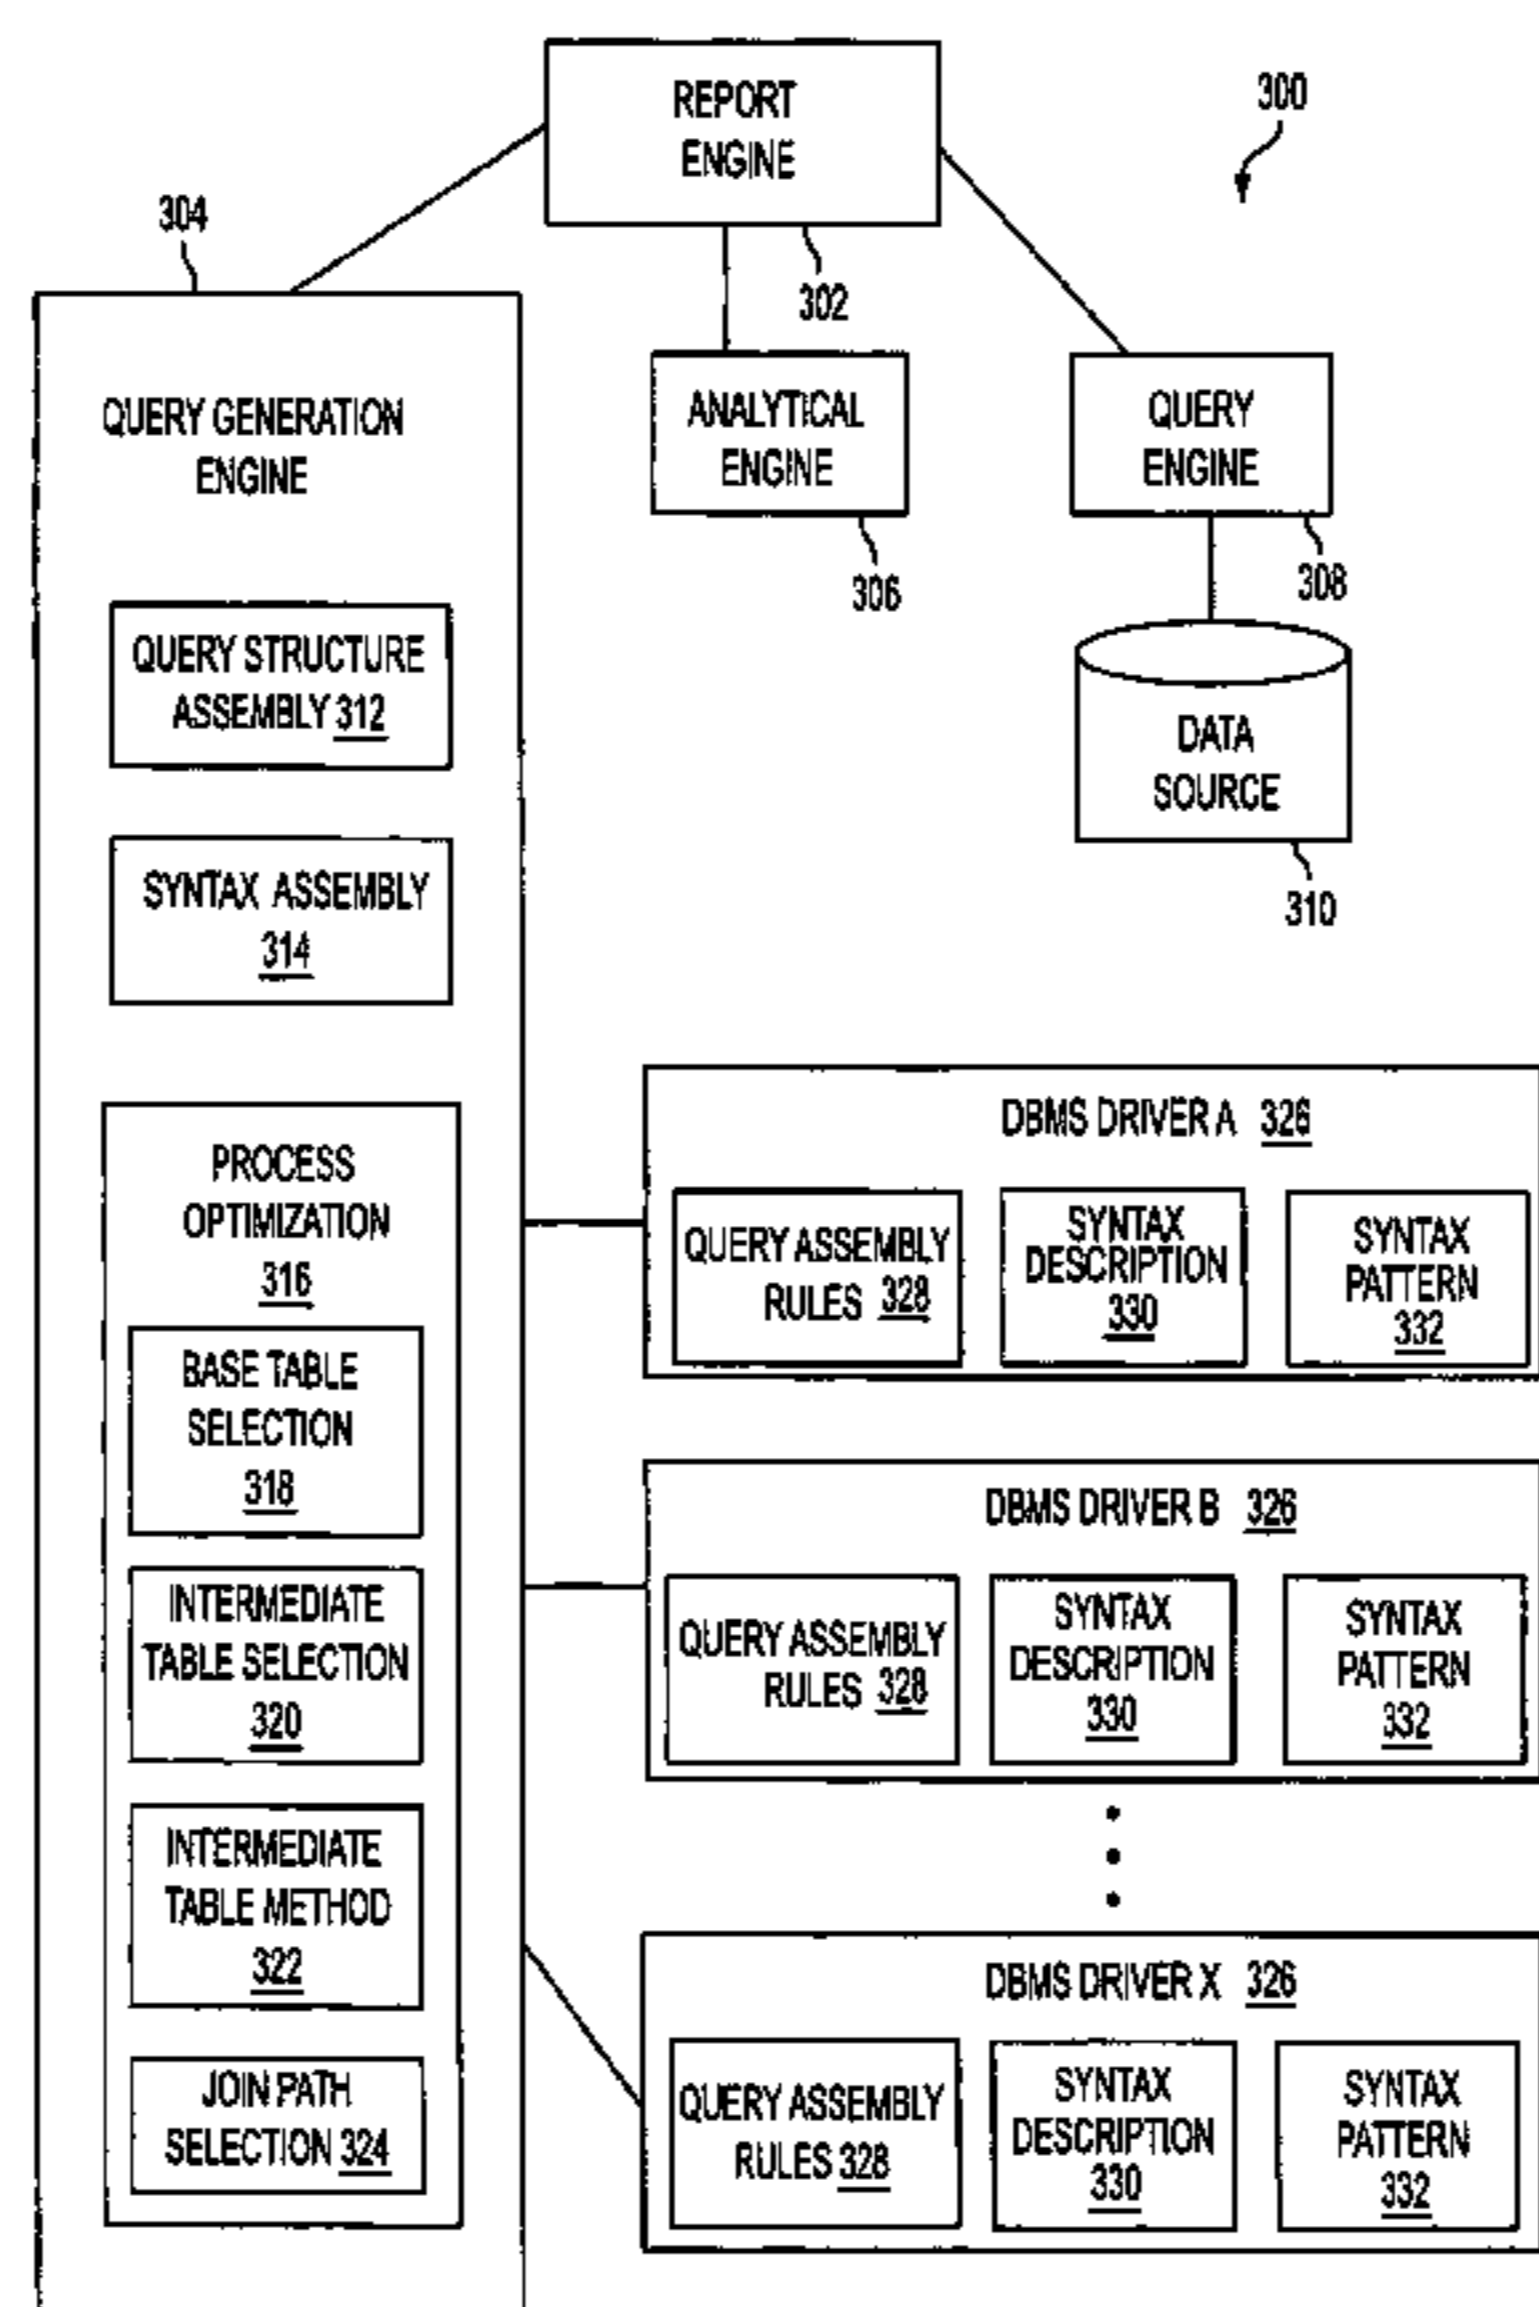 REPORT
ENGINE
300
304
302
QUERY GENERATION
ENGINE
ANALYTICAL
ENGINE
306
QUERY
ENGINE
308
DATA
SOURCE
310
QUERY STRUCTURE
ASSEMBLY 312
SYNTAX ASSEMBLY
314
PROCESS
OPTIMIZATION
316
BASE TABLE
SELECTION
318
INTERMEDIATE
TABLE SELECTION
320
INTERMEDIATE
TABLE METHOD
322
JOIN PATH
SELECTION 324
DBMS DRIVER A 326
QUERY ASSEMBLY
RULES 328
SYNTAX
DESCRIPTION
330
SYNTAX
PATTERN
332
DBMS DRIVER B 326
QUERY ASSEMBLY
RULES 328
SYNTAX
DESCRIPTION
330
SYNTAX
PATTERN
332
DBMS DRIVER X 326
QUERY ASSEMBLY
RULES 328
SYNTAX
DESCRIPTION
330
SYNTAX
PATTERN
332